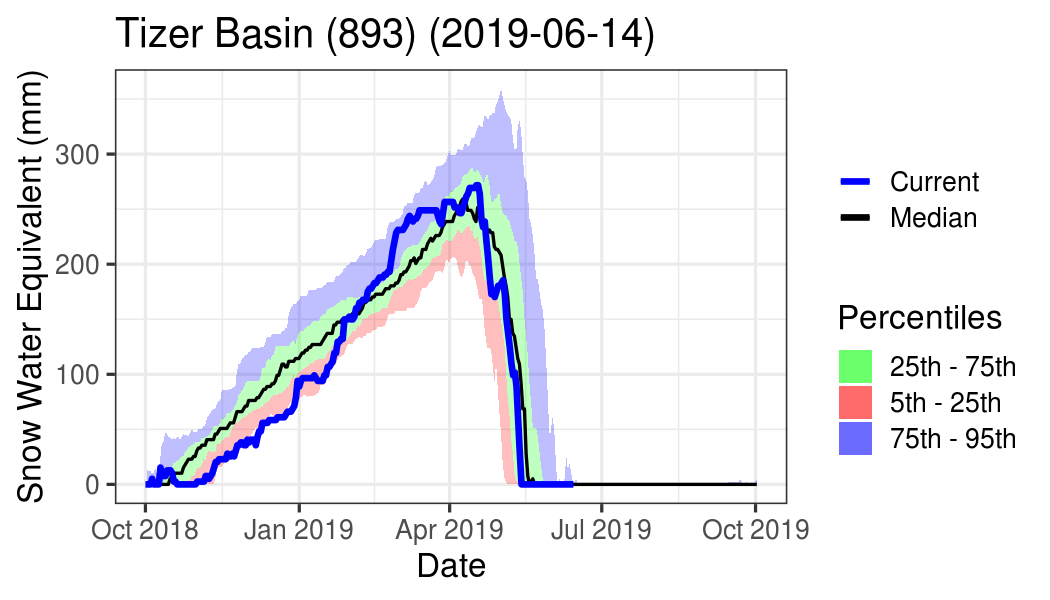 Tizer Basin (893) (2019-06-14)
Snow Water Equivalent (mm)
300
200
100
0
Oct 2018
Jan 2019
Apr 2019
Jul 2019
Oct 2019
Date
Current
Median
Percentiles
25th - 75th
5th - 25th
75th - 95th